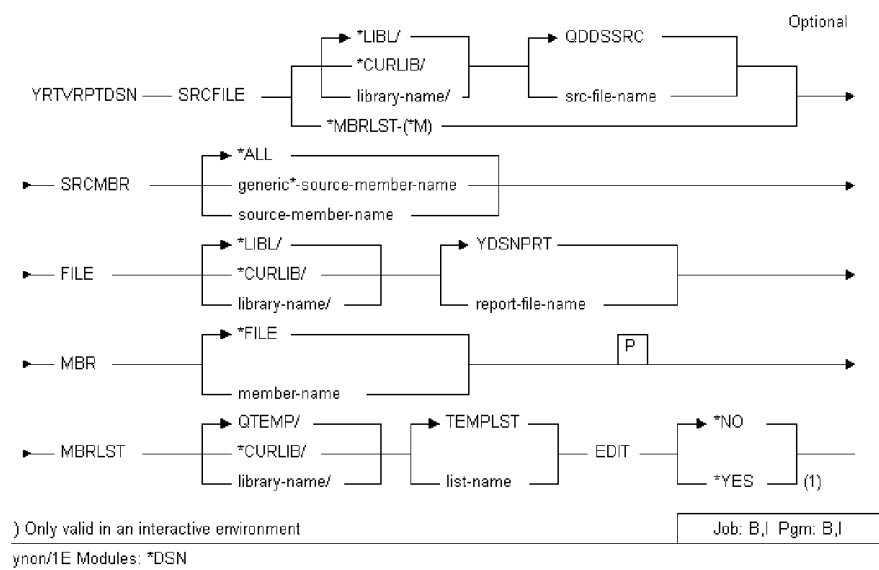 Optional
*LIBL/ QDDSSRC
*CURLIB/
YRTVRPTDSN SRCFILE library-name/ src-file-name
*MBRLST-(*M)
*ALL
SRCMBR generic*-source-member-name
source-member-name
*LIBL/ YDSNPRT
FILE *CURLIB/
library-name/ report-file-name
*FILE
P
MBR
member-name
QTEMP/ TEMPLST *NO
MBRLST *CURLIB/ EDIT
library-name/ list-name *YES (1)
) Only valid in an interactive environment Job: B,I Pgm: B,I
ynon/1E Modules: *DSN